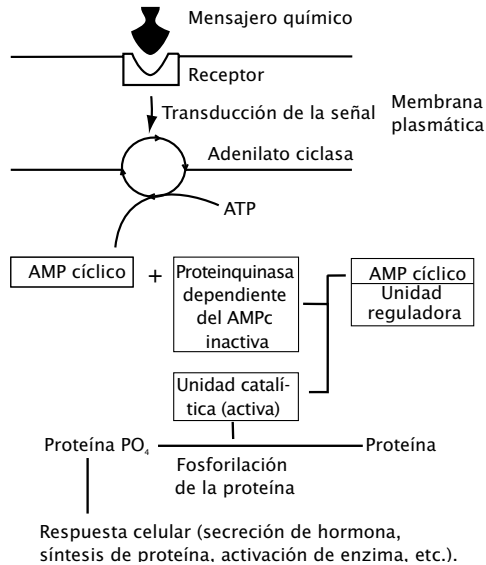 Mensajero químico
Receptor
Transducción de la señal
Membrana
plasmática
Adenilato ciclasa
ATP
AMP cíclico
+
Proteinquinasa
dependiente
del AMPc
inactiva
AMP cíclico
Unidad
reguladora
Unidad catalí-
tica (activa)
Proteína PO₄
Proteína
Fosforilación
de la proteína
Respuesta celular (secreción de hormona,
síntesis de proteína, activación de enzima, etc.).